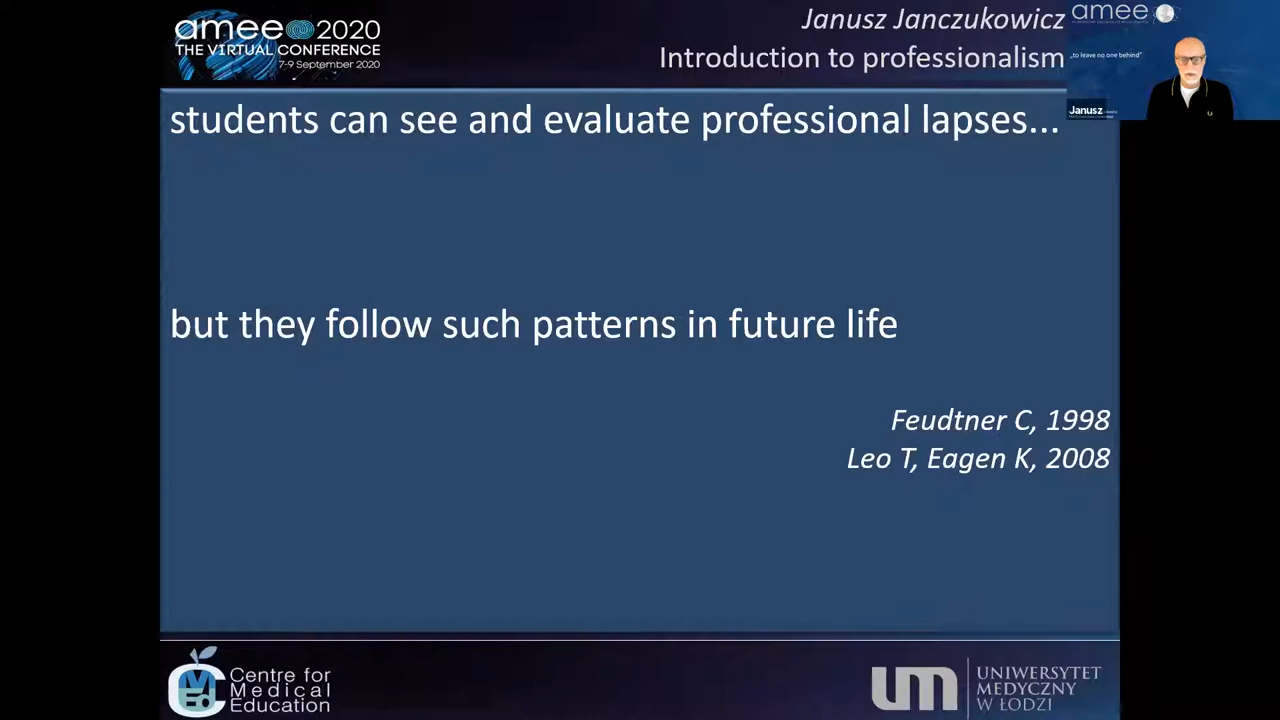 amee 2020
THE VIRTUAL CONFERENCE
7-9 September 2020
Janusz Janczukowicz
Introduction to professionalism
amee
„to leave no one behind"
Janusz
students can see and evaluate professional lapses...
but they follow such patterns in future life
Feudtner C, 1998
Leo T, Eagen K, 2008
Centre for
Medical
Education
um
UNIWERSYTET
MEDYCZNY
W ŁODZI